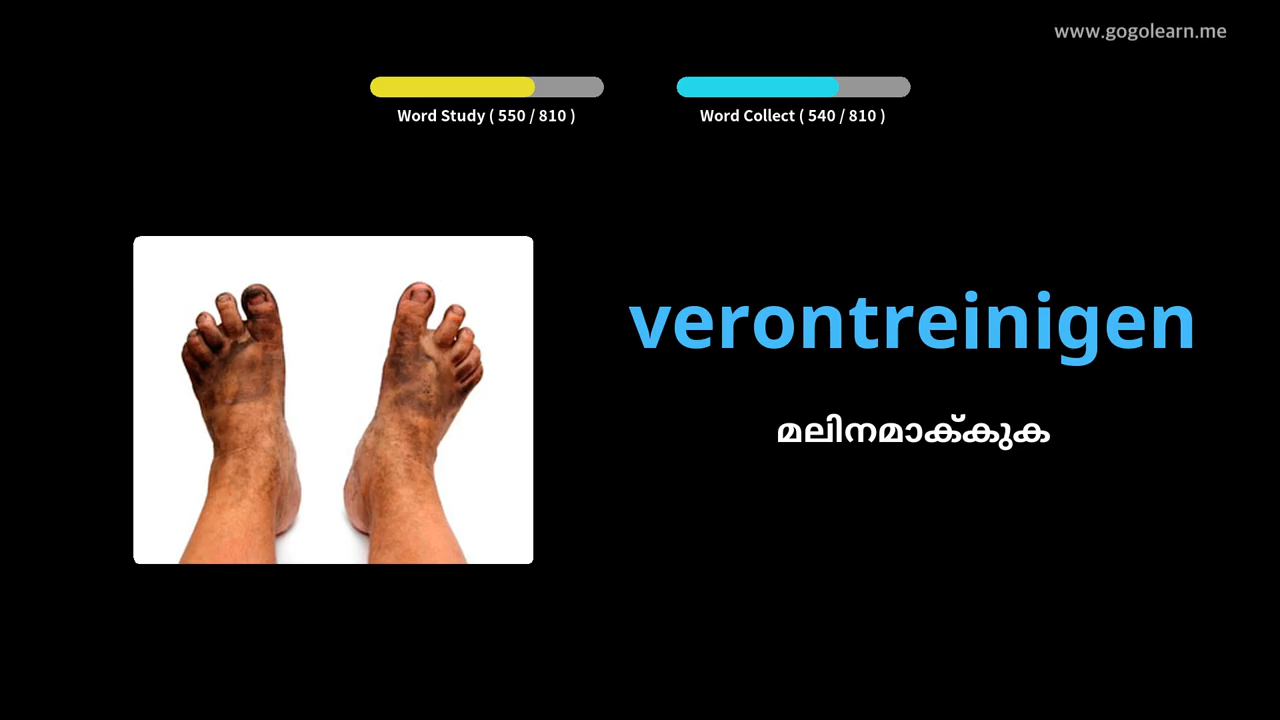 www.gogolearn.me
Word Study ( 550 / 810 )
Word Collect ( 540 / 810 )
verontreinigen
മലിനമാക്കുക